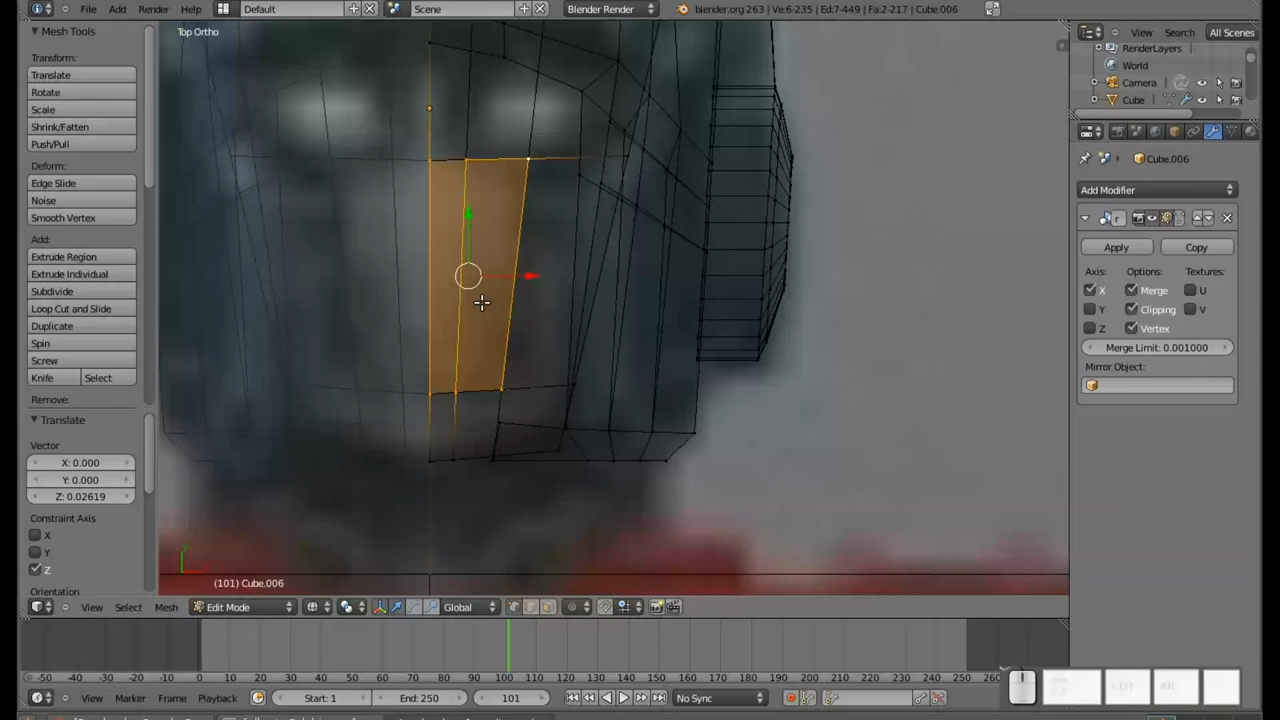 File Add Render Help Default Scene Blender Render blender.org 263 | Ve:6-235 | Ed:7-449 | Fa:2-217 | Cube.006
Mesh Tools
Top Ortho
View Search All Scenes
RenderLayers
World
Camera
Cube
Transform:
Translate
Rotate
Scale
Shrink/Fatten
Push/Pull
Deform:
Edge Slide
Noise
Smooth Vertex
Add:
Extrude Region
Extrude Individual
Subdivide
Loop Cut and Slide
Duplicate
Spin
Screw
Knife Select
Remove:
Cube.006
Add Modifier
r
Apply Copy
Axis: Options: Textures:
X Merge U
Y Clipping V
Z Vertex
Merge Limit: 0.001000
Mirror Object:
Translate
Vector
X: 0.000
Y: 0.000
Z: 0.02619
Constraint Axis
X
Y
Z
Orientation
(101) Cube.006
View Select Mesh Edit Mode Global
-50 -40 -30 -20 -10 0 10 20 30 40 50 60 70 80 90 100 110 120 130 140 150 160 170 180 190 200 210 220 230 240 250 260
View Marker Frame Playback Start: 1 End: 250 101 No Sync
Ctrl Alt